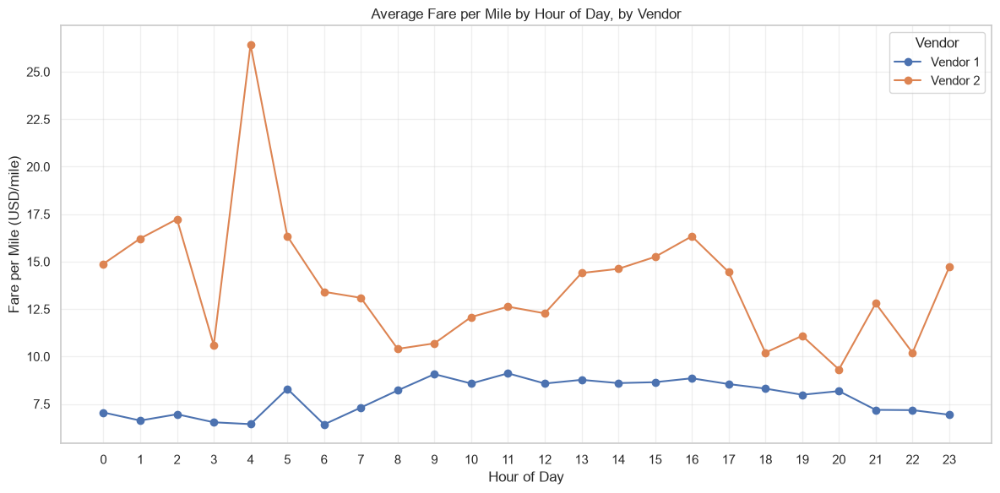 Average Fare per Mile by Hour of Day, by Vendor
Vendor
Vendor 1
Vendor 2
Fare per Mile (USD/mile)
25.0
22.5
20.0
17.5
15.0
12.5
10.0
7.5
0 1 2 3 4 5 6 7 8 9 10 11 12 13 14 15 16 17 18 19 20 21 22 23
Hour of Day